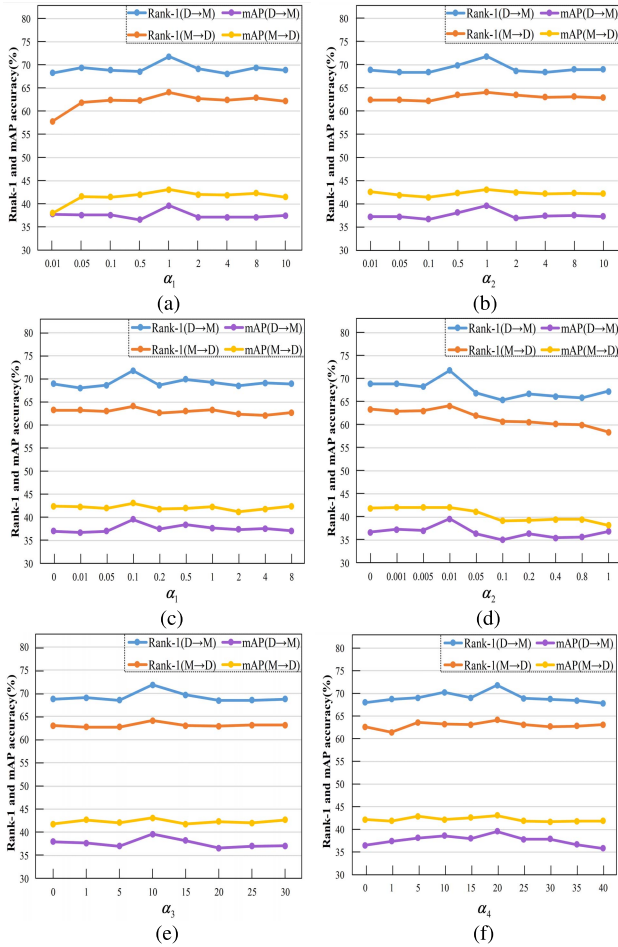 Rank-1(D→M) mAP(D→M)
Rank-1(M→D) mAP(M→D)
Rnak-1 and mAP accuracy(%)
80
75
70
65
60
55
50
45
40
35
30
0.01 0.05 0.1 0.5 1 2 4 8 10
α1
(a)
Rank-1(D→M) mAP(D→M)
Rank-1(M→D) mAP(M→D)
Rank-1 and mAP accuracy(%)
80
75
70
65
60
55
50
45
40
35
30
0.01 0.05 0.1 0.5 1 2 4 8 10
α2
(b)
Rank-1(D→M) mAP(D→M)
Rank-1(M→D) mAP(M→D)
Rank-1 and mAP accuracy(%)
80
75
70
65
60
55
50
45
40
35
30
0 0.01 0.05 0.1 0.2 0.5 1 2 4 8
α1
(c)
Rank-1(D→M) mAP(D→M)
Rank-1(M→D) mAP(M→D)
Rank-1 and mAP accuracy(%)
80
75
70
65
60
55
50
45
40
35
30
0 0.001 0.005 0.01 0.05 0.1 0.2 0.4 0.8 1
α2
(d)
Rank-1(D→M) mAP(D→M)
Rank-1(M→D) mAP(M→D)
Rank-1 and mAP accuracy(%)
80
75
70
65
60
55
50
45
40
35
30
0 1 5 10 15 20 25 30
α3
(e)
Rank-1(D→M) mAP(D→M)
Rank-1(M→D) mAP(M→D)
Rank-1 and mAP accuracy(%)
80
75
70
65
60
55
50
45
40
35
30
0 1 5 10 15 20 25 30 35 40
α4
(f)